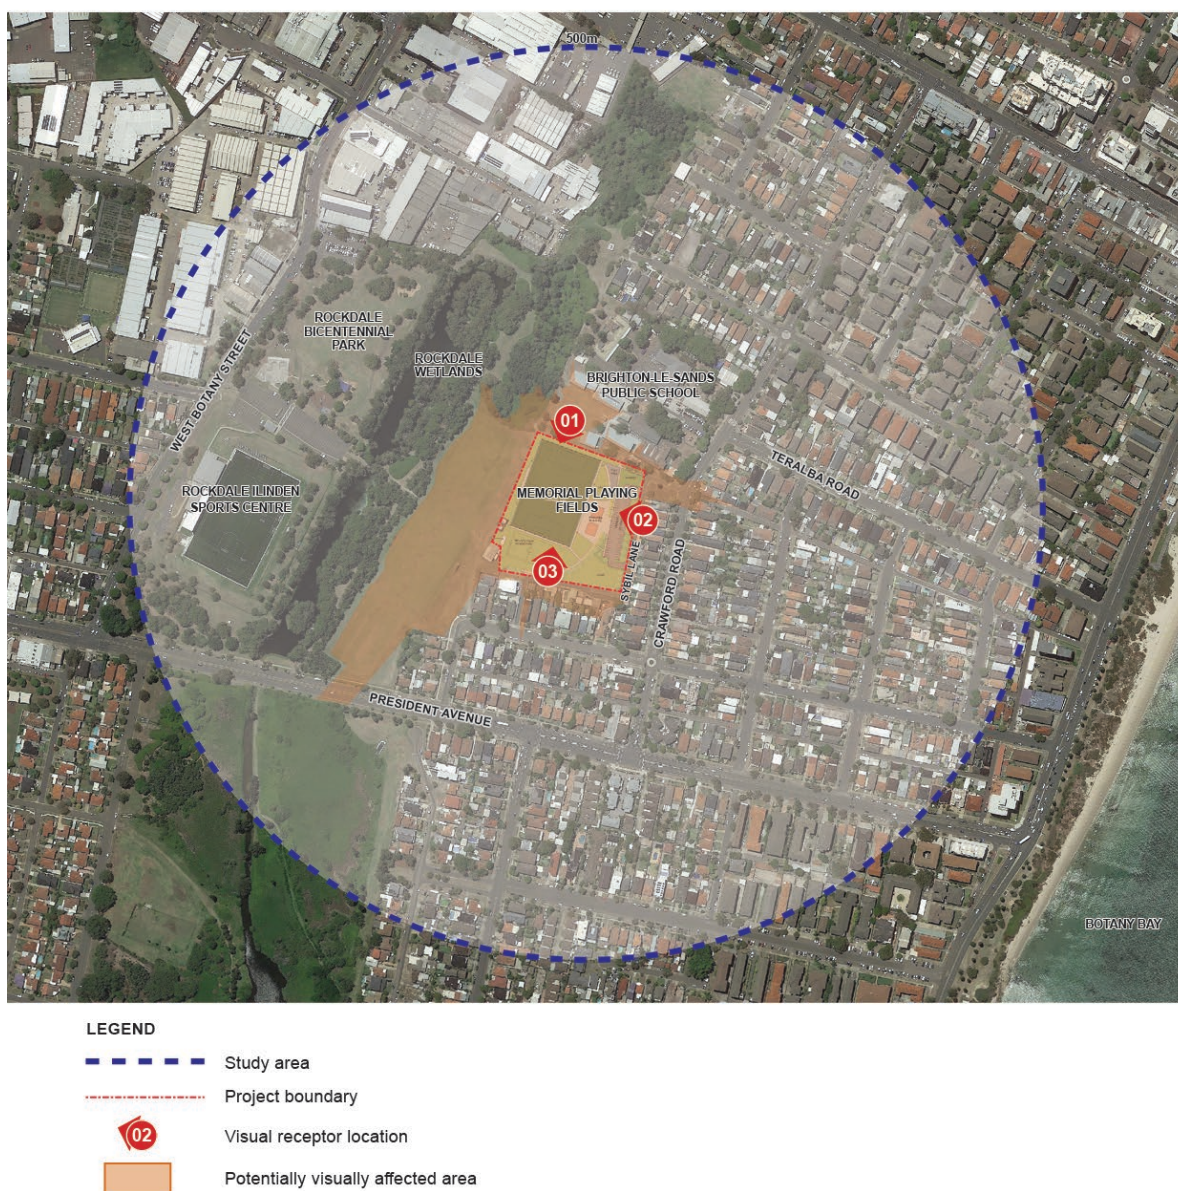 500m
ROCKDALE
BICENTENNIAL
PARK
ROCKDALE
WETLANDS
WEST BOTANY STREET
BRIGHTON-LE-SANDS
PUBLIC SCHOOL
01
TERALBA ROAD
ROCKDALE ILINDEN
SPORTS CENTRE
MEMORIAL PLAYING
FIELDS
02
03
SYBIL LANE
CRAWFORD ROAD
PRESIDENT AVENUE
BOTANY BAY
LEGEND
Study area
Project boundary
02
Visual receptor location
Potentially visually affected area